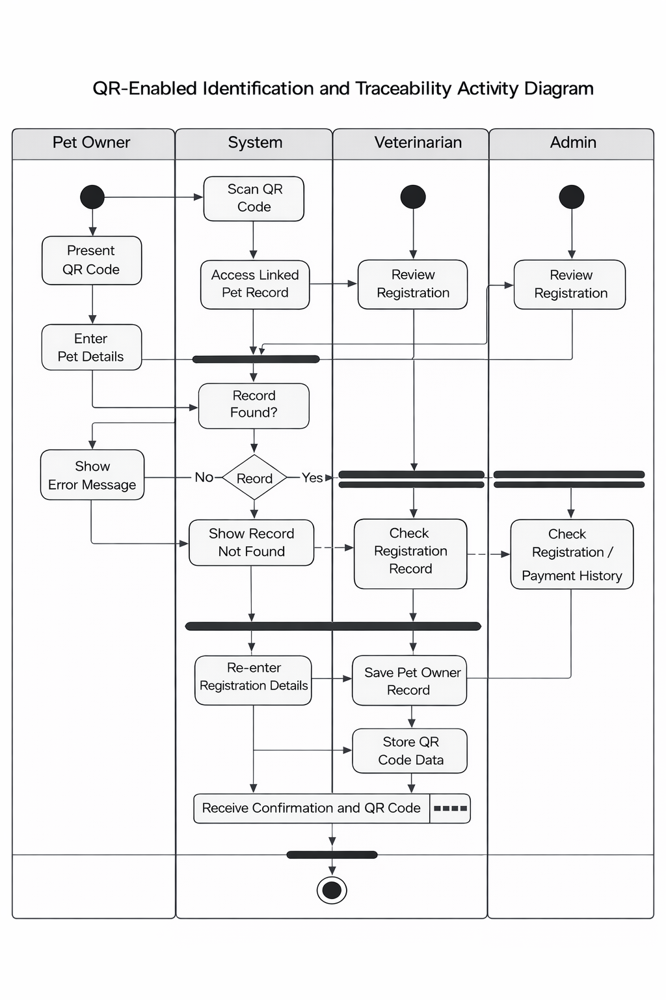 QR-Enabled Identification and Traceability Activity Diagram
Pet Owner
System
Veterinarian
Admin
Scan QR
Code
Present
QR Code
Access Linked
Pet Record
Review
Registration
Review
Registration
Enter
Pet Details
Record
Found?
Show
Error Message
No
Reord
Yes
Show Record
Not Found
Check
Registration
Record
Check
Registration /
Payment History
Re-enter
Registration Details
Save Pet Owner
Record
Store QR
Code Data
Receive Confirmation and QR Code